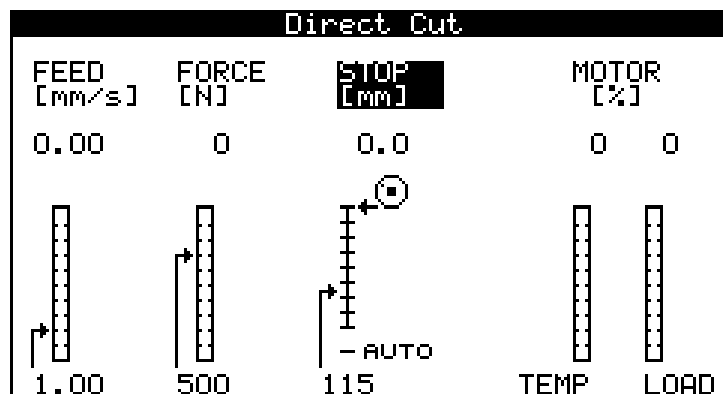 Direct Cut
FEED FORCE STOP MOTOR
[mm/s] [N] [mm] [%]
0.00 0 0.0 0 0
AUTO
1.00 500 115 TEMP LOAD